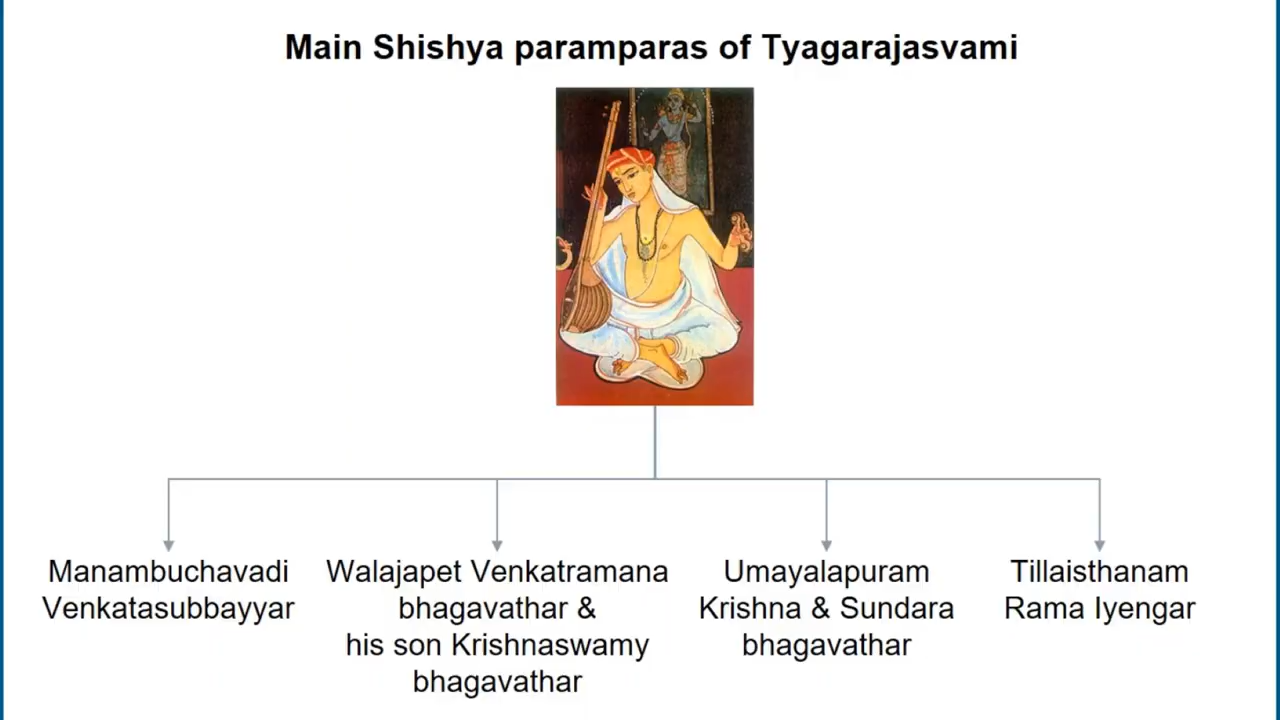 Main Shishya paramparas of Tyagarajasvami
Manambuchavadi
Venkatasubbayyar
Walajapet Venkatramana
bhagavathar &
his son Krishnaswamy
bhagavathar
Umayalapuram
Krishna & Sundara
bhagavathar
Tillaisthanam
Rama Iyengar